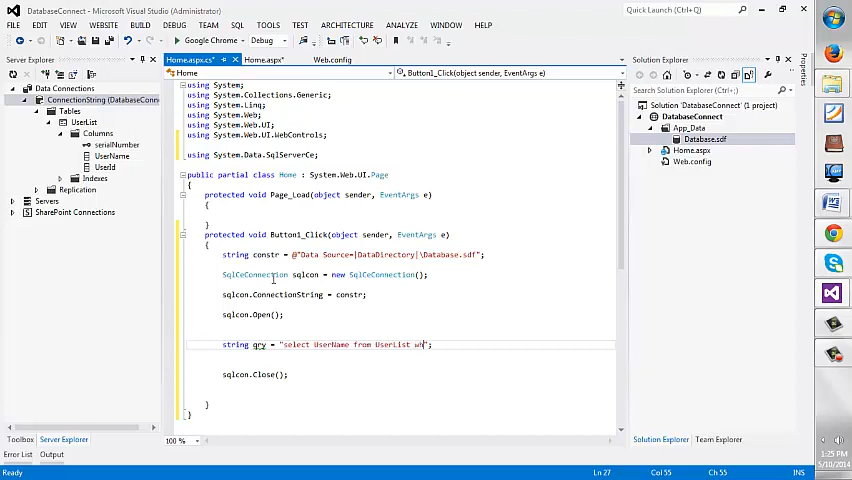 DatabaseConnect - Microsoft Visual Studio (Administrator)
Quick Launch (Ctrl+Q)
FILE EDIT VIEW WEBSITE BUILD DEBUG TEAM SQL TOOLS TEST ARCHITECTURE ANALYZE WINDOW HELP
Google Chrome Debug
Server Explorer
Data Connections
ConnectionString (DatabaseConn
Tables
UserList
Columns
serialNumber
UserName
UserId
Indexes
Replication
Servers
SharePoint Connections
Home.aspx.cs* Home.aspx* Web.config
Home
Button1_Click(object sender, EventArgs e)
using System;
using System.Collections.Generic;
using System.Linq;
using System.Web;
using System.Web.UI;
using System.Web.UI.WebControls;
using System.Data.SqlServerCe;
public partial class Home : System.Web.UI.Page
{
protected void Page_Load(object sender, EventArgs e)
{
}
protected void Button1_Click(object sender, EventArgs e)
{
string constr = @"Data Source=|DataDirectory|\Database.sdf";
SqlCeConnection sqlcon = new SqlCeConnection();
sqlcon.ConnectionString = constr;
sqlcon.Open();
string qry = "select UserName from UserList wh";
sqlcon.Close();
}
}
100 %
Solution Explorer
Search Solution Explorer (Ctrl+;)
Solution 'DatabaseConnect' (1 project)
DatabaseConnect
App_Data
Database.sdf
Home.aspx
Web.config
Properties
Toolbox Server Explorer
Solution Explorer Team Explorer
Error List Output
Ready
Ln 27 Col 55 Ch 55 INS
1:25 PM
5/10/2014